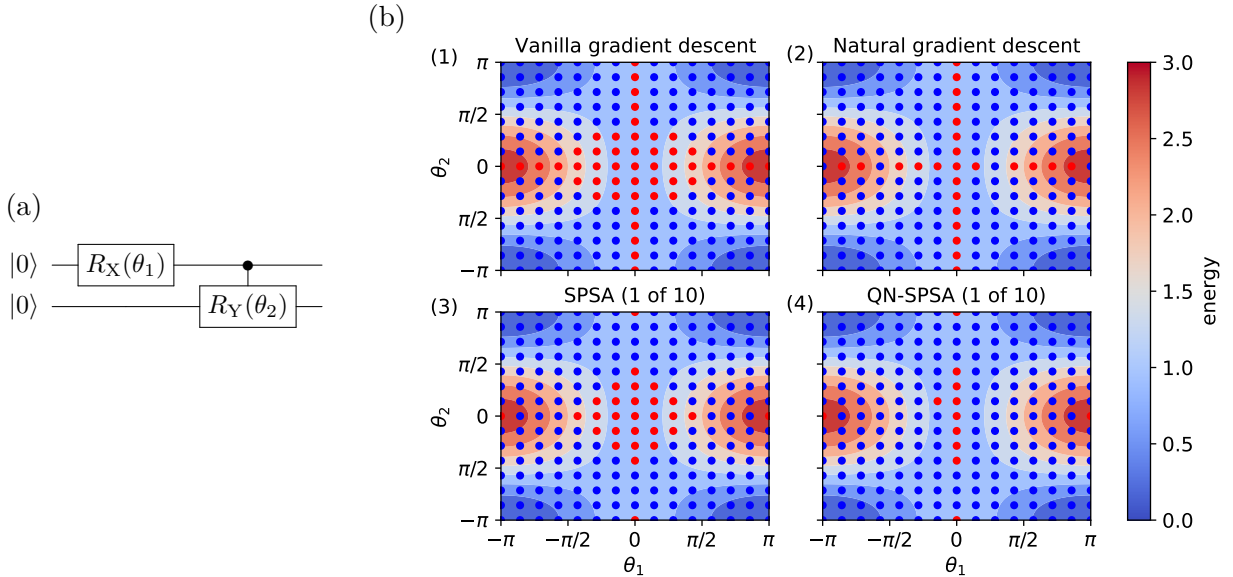 (a)
|0⟩ R_X(θ_1)
|0⟩ R_Y(θ_2)
(b)
(1) Vanilla gradient descent
(2) Natural gradient descent
π
π/2
0
π/2
−π
θ_2
(3) SPSA (1 of 10)
(4) QN-SPSA (1 of 10)
π
π/2
0
π/2
−π
θ_2
−π −π/2 0 π/2 π
θ_1
−π −π/2 0 π/2 π
θ_1
3.0
2.5
2.0
1.5
1.0
0.5
0.0
energy